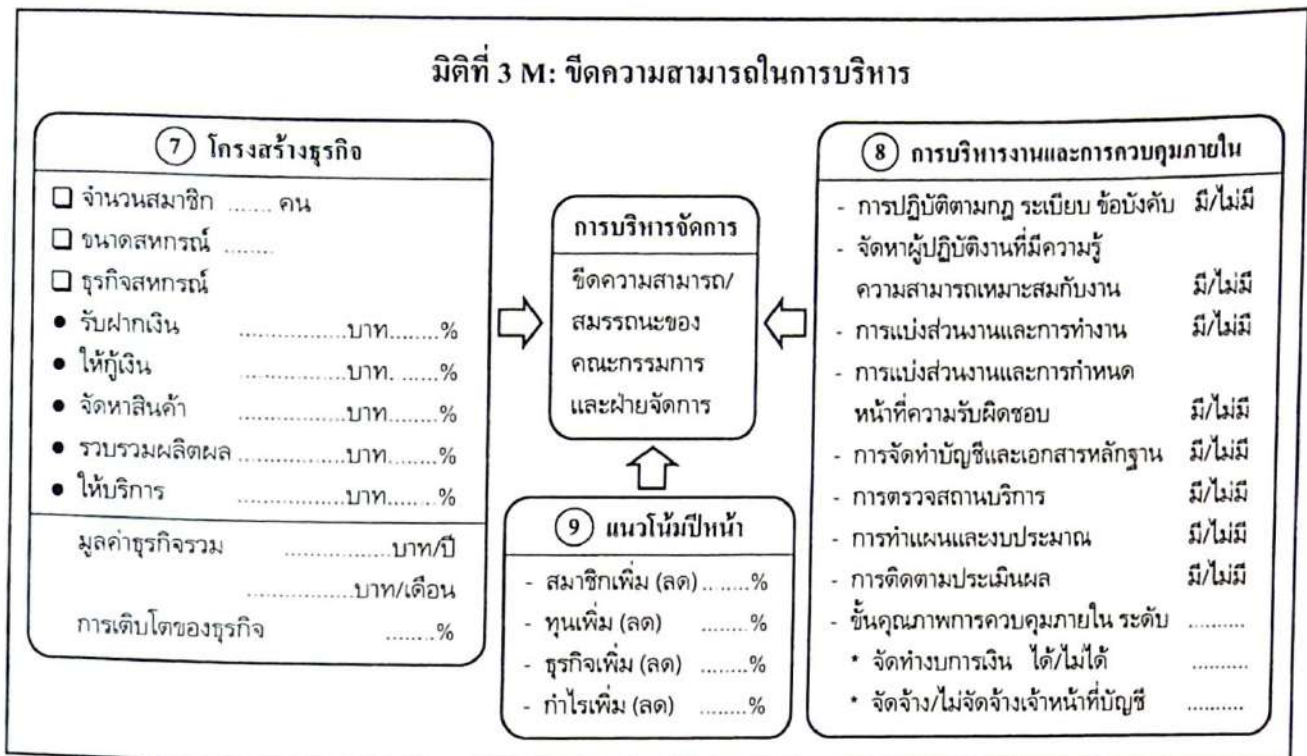 มิติที่ 3 M: ขีดความสามารถในการบริหาร
7 โครงสร้างธุรกิจ
❏ จำนวนสมาชิก ....... คน
❏ ขนาดสหกรณ์ .......
❏ ธุรกิจสหกรณ์
● รับฝากเงิน ................บาท........%
● ให้กู้เงิน ................บาท. ......%
● จัดหาสินค้า ................บาท........%
● รวบรวมผลิตผล ................บาท........%
● ให้บริการ ................บาท........%
มูลค่าธุรกิจรวม ................บาท/ปี
................บาท/เดือน
การเติบโตของธุรกิจ ........%
การบริหารจัดการ
ขีดความสามารถ/
สมรรถนะของ
คณะกรรมการ
และฝ่ายจัดการ
9 แนวโน้มปีหน้า
- สมาชิกเพิ่ม (ลด) ........%
- ทุนเพิ่ม (ลด) ........%
- ธุรกิจเพิ่ม (ลด) ........%
- กำไรเพิ่ม (ลด) ........%
8 การบริหารงานและการควบคุมภายใน
- การปฏิบัติตามกฎ ระเบียบ ข้อบังคับ มี/ไม่มี
- จัดหาผู้ปฏิบัติงานที่มีความรู้
ความสามารถเหมาะสมกับงาน มี/ไม่มี
- การแบ่งส่วนงานและการทำงาน มี/ไม่มี
- การแบ่งส่วนงานและการกำหนด
หน้าที่ความรับผิดชอบ มี/ไม่มี
- การจัดทำบัญชีและเอกสารหลักฐาน มี/ไม่มี
- การตรวจสถานบริการ มี/ไม่มี
- การทำแผนและงบประมาณ มี/ไม่มี
- การติดตามประเมินผล มี/ไม่มี
- ชั้นคุณภาพการควบคุมภายใน ระดับ ..........
* จัดทำงบการเงิน ได้/ไม่ได้ ..........
* จัดจ้าง/ไม่จัดจ้างเจ้าหน้าที่บัญชี ..........